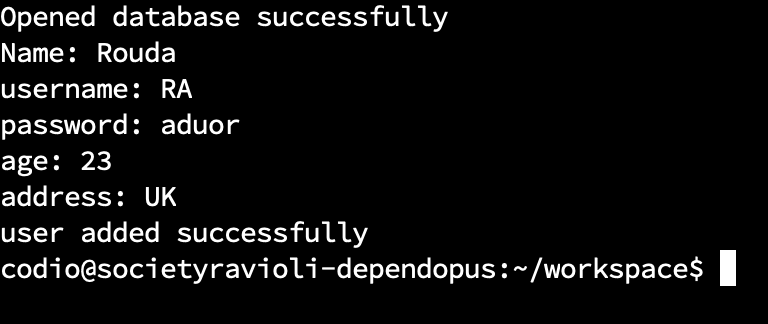 Opened database successfully
Name: Rouda
username: RA
password: aduor
age: 23
address: UK
user added successfully
codio@societyravioli-dependopus:~/workspace$